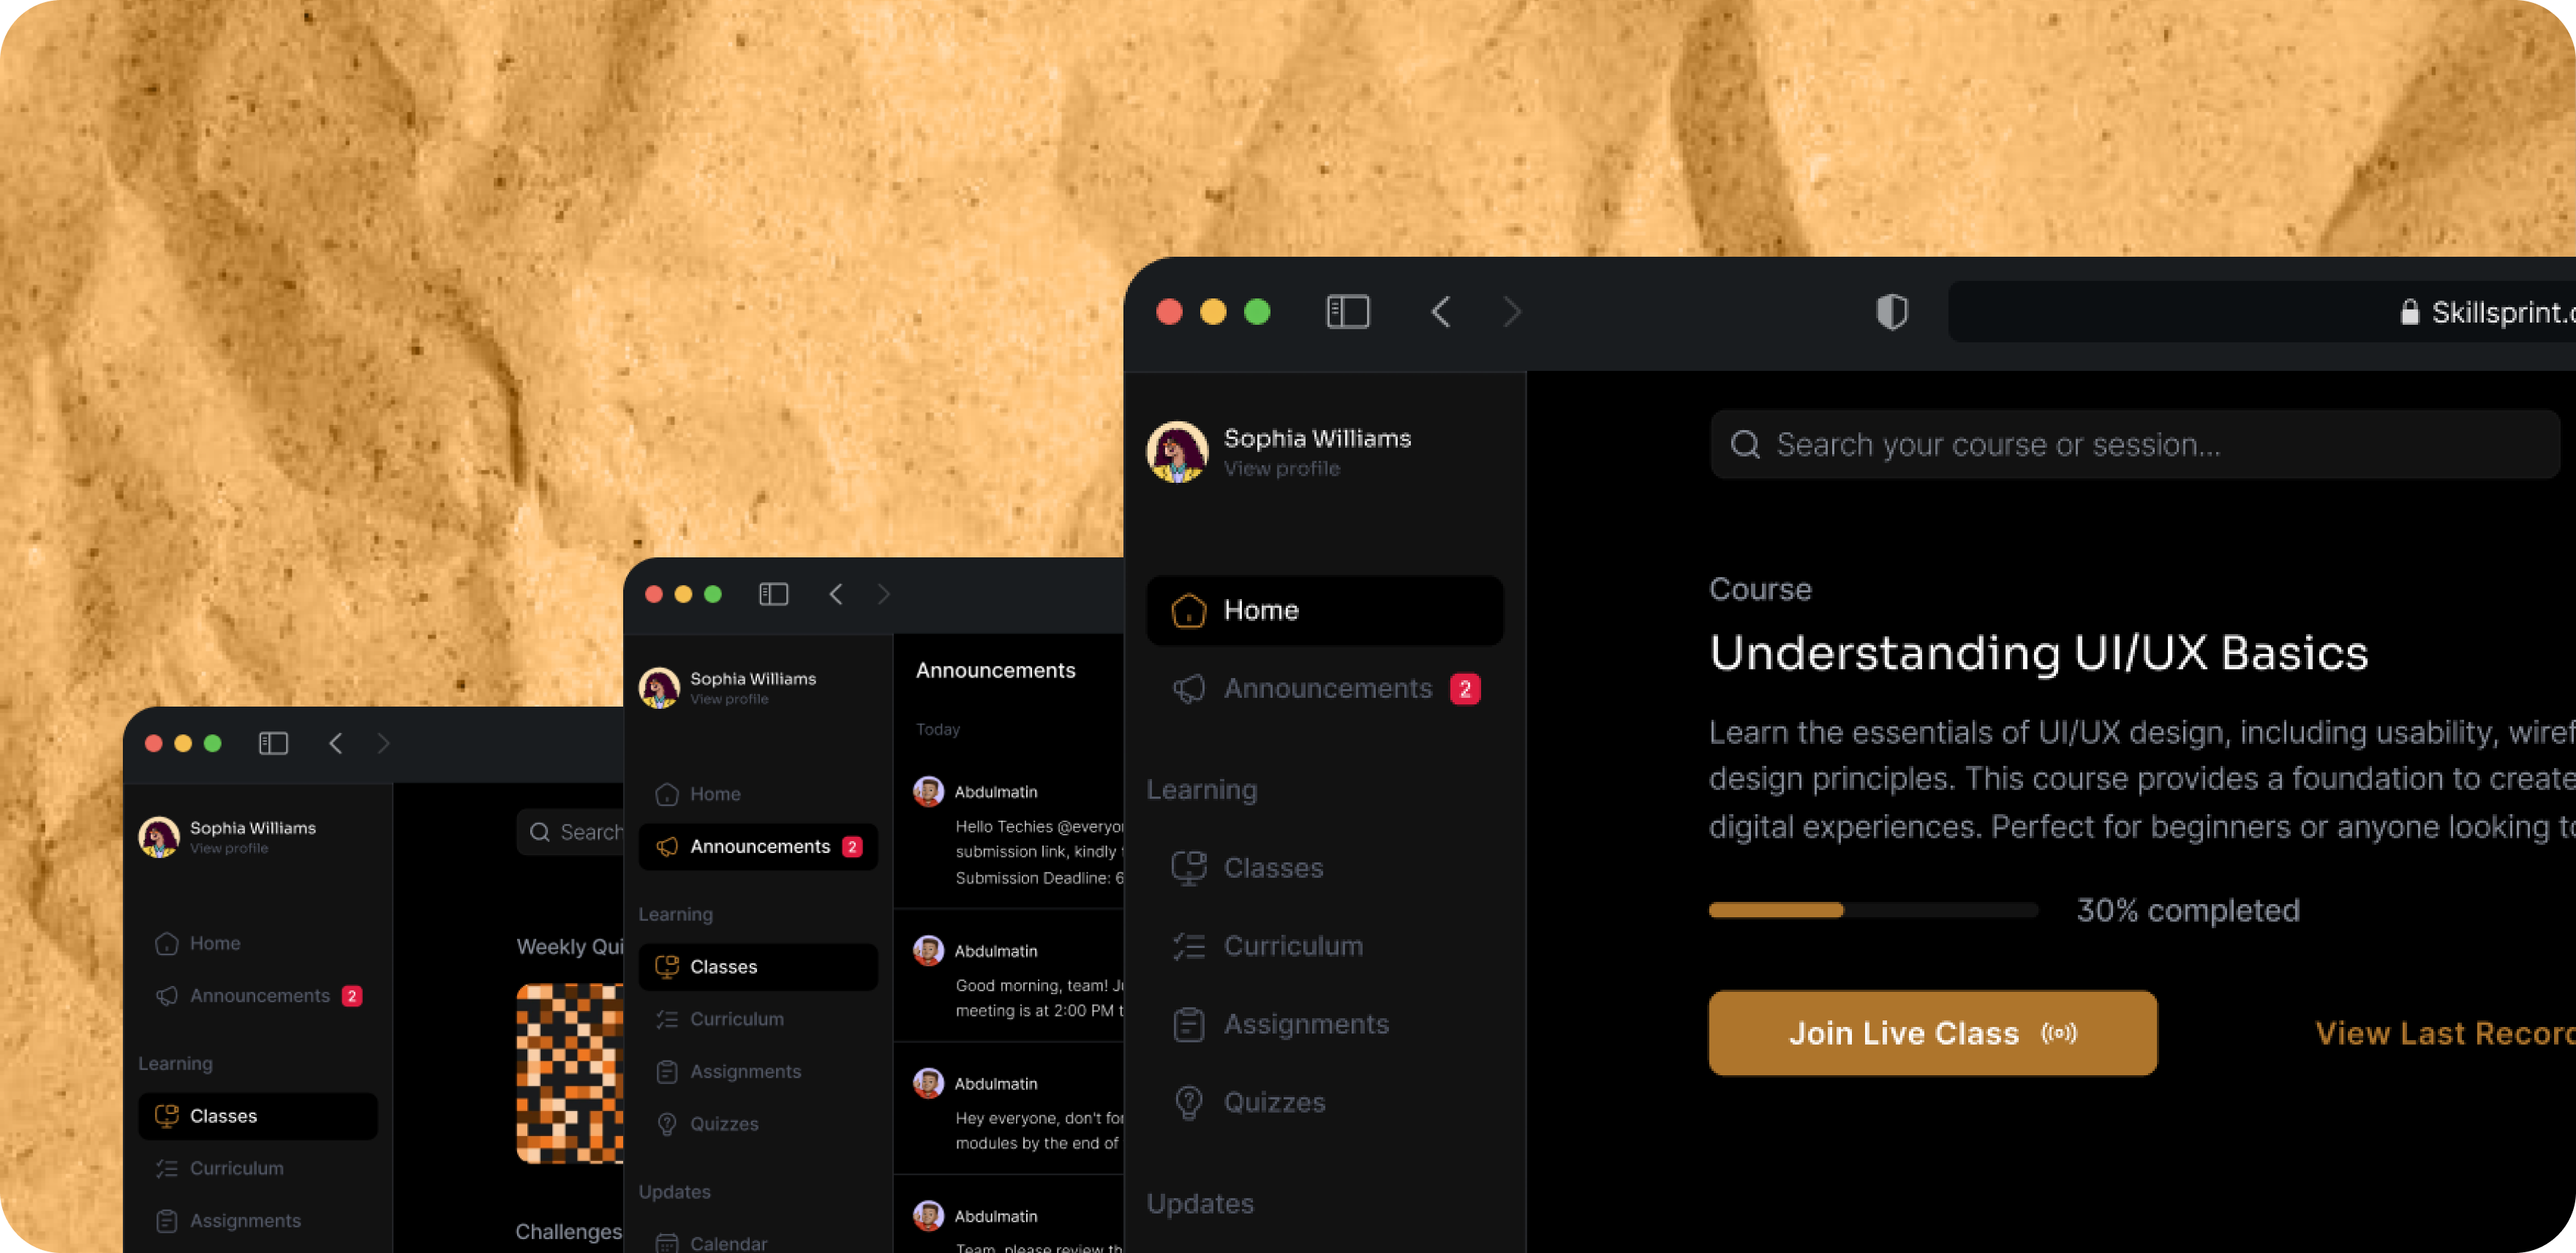 Skillsprint.
Sophia Williams
View profile
Search your course or session...
Home
Announcements 2
Learning
Classes
Curriculum
Assignments
Quizzes
Updates
Course
Understanding UI/UX Basics
Learn the essentials of UI/UX design, including usability,
design principles. This course provides a foundation to create
digital experiences. Perfect for beginners or anyone looking
30% completed
Join Live Class
View Last
Sophia Williams
View profile
Home
Announcements 2
Learning
Classes
Curriculum
Assignments
Quizzes
Updates
Calendar
Announcements
Today
Abdulmatin
Hello Techies
submission link, kindly
Submission Deadline: 6
Abdulmatin
Good morning, team!
meeting is at 2:00 PM
Abdulmatin
Hey everyone, don't
modules by the end of
Abdulmatin
Team, please review
Sophia Williams
View profile
Home
Announcements 2
Learning
Classes
Curriculum
Assignments
Search
Weekly
Challenges